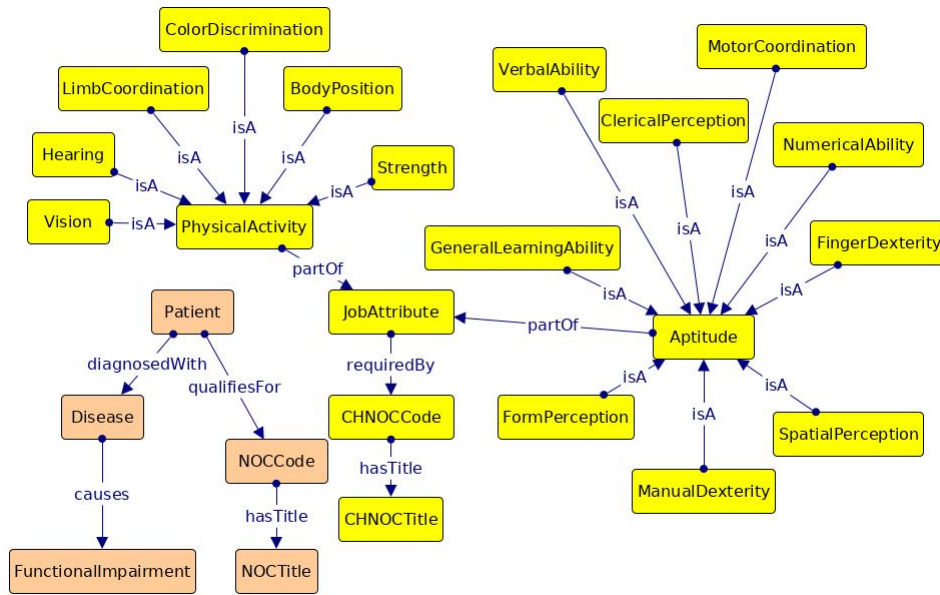 ColorDiscrimination
MotorCoordination
VerbalAbility
LimbCoordination
BodyPosition
ClericalPerception
isA
NumericalAbility
Hearing
isA
isA
Strength
isA
isA
isA
isA
Vision
isA
PhysicalActivity
isA
isA
GeneralLearningAbility
FingerDexterity
partOf
isA
isA
Patient
JobAttribute
partOf
Aptitude
diagnosedWith
requiredBy
qualifiesFor
isA
isA
Disease
CHNOCCode
FormPerception
isA
SpatialPerception
NOCCode
hasTitle
causes
ManualDexterity
hasTitle
CHNOCTitle
FunctionalImpairment
NOCTitle